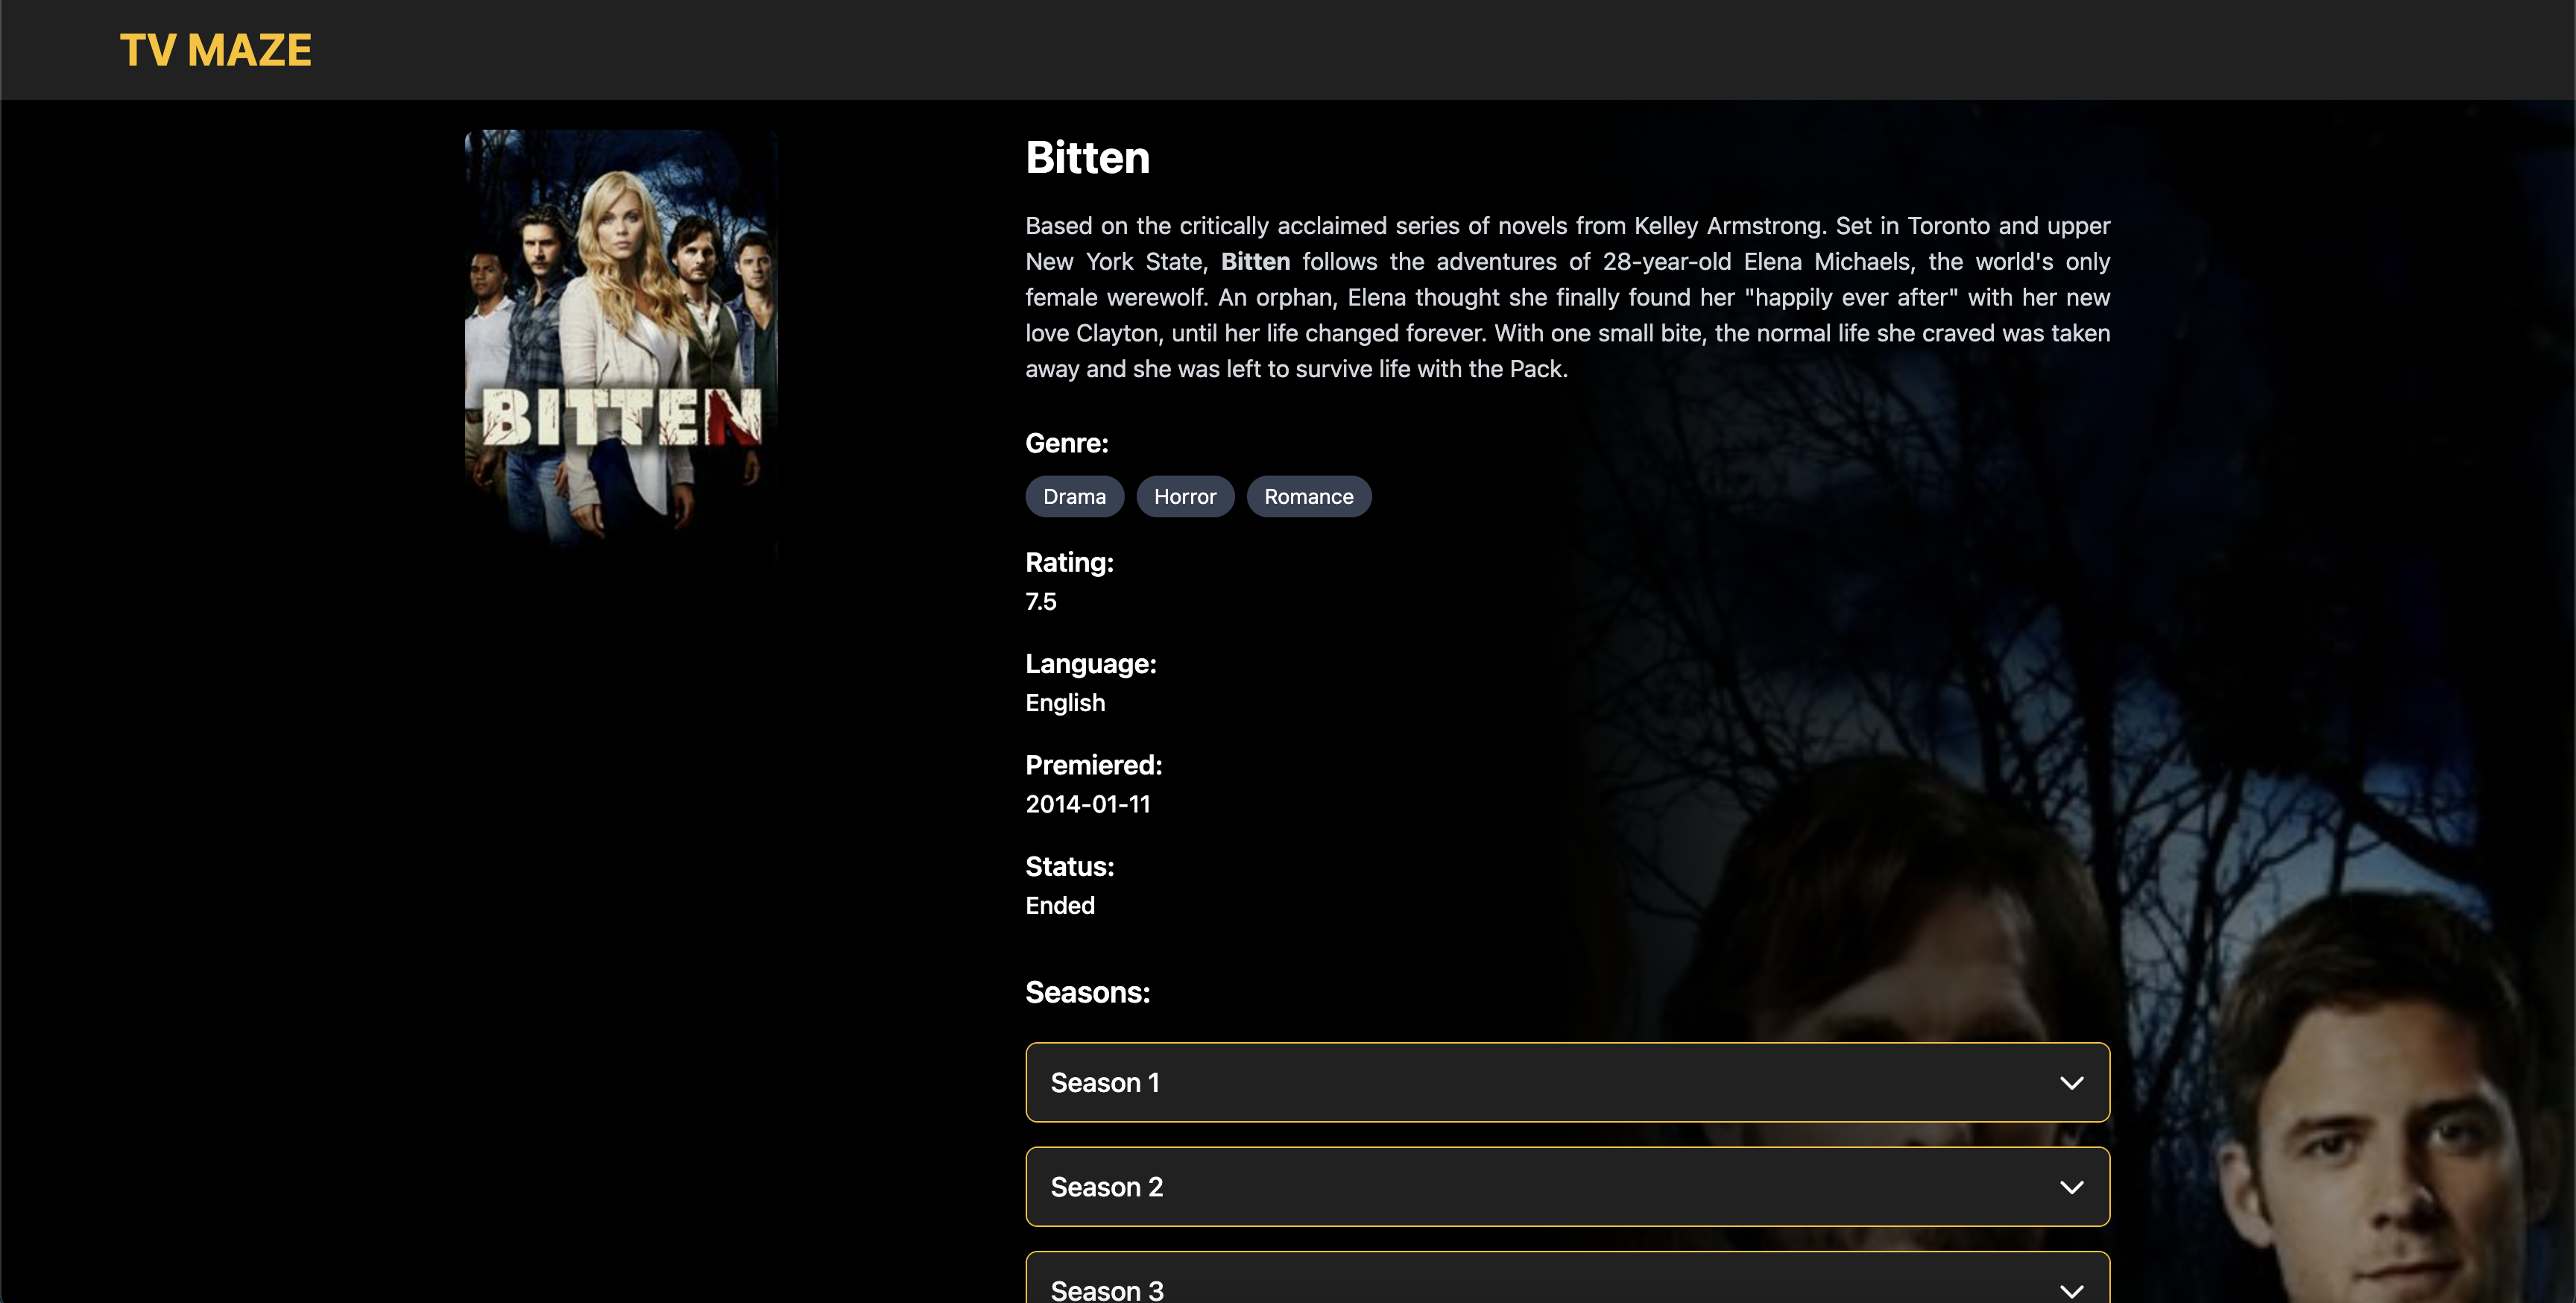 TV MAZE
BITTEN
Bitten
Based on the critically acclaimed series of novels from Kelley Armstrong. Set in Toronto and upper
New York State, Bitten follows the adventures of 28-year-old Elena Michaels, the world's only
female werewolf. An orphan, Elena thought she finally found her "happily ever after" with her new
love Clayton, until her life changed forever. With one small bite, the normal life she craved was taken
away and she was left to survive life with the Pack.
Genre:
Drama Horror Romance
Rating:
7.5
Language:
English
Premiered:
2014-01-11
Status:
Ended
Seasons:
Season 1
Season 2
Season 3